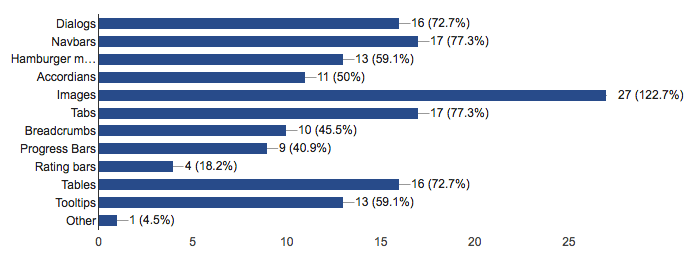 Dialogs 16 (72.7%)
Navbars 17 (77.3%)
Hamburger m... 13 (59.1%)
Accordians 11 (50%)
Images 27 (122.7%)
Tabs 17 (77.3%)
Breadcrumbs 10 (45.5%)
Progress Bars 9 (40.9%)
Rating bars 4 (18.2%)
Tables 16 (72.7%)
Tooltips 13 (59.1%)
Other 1 (4.5%)
0 5 10 15 20 25